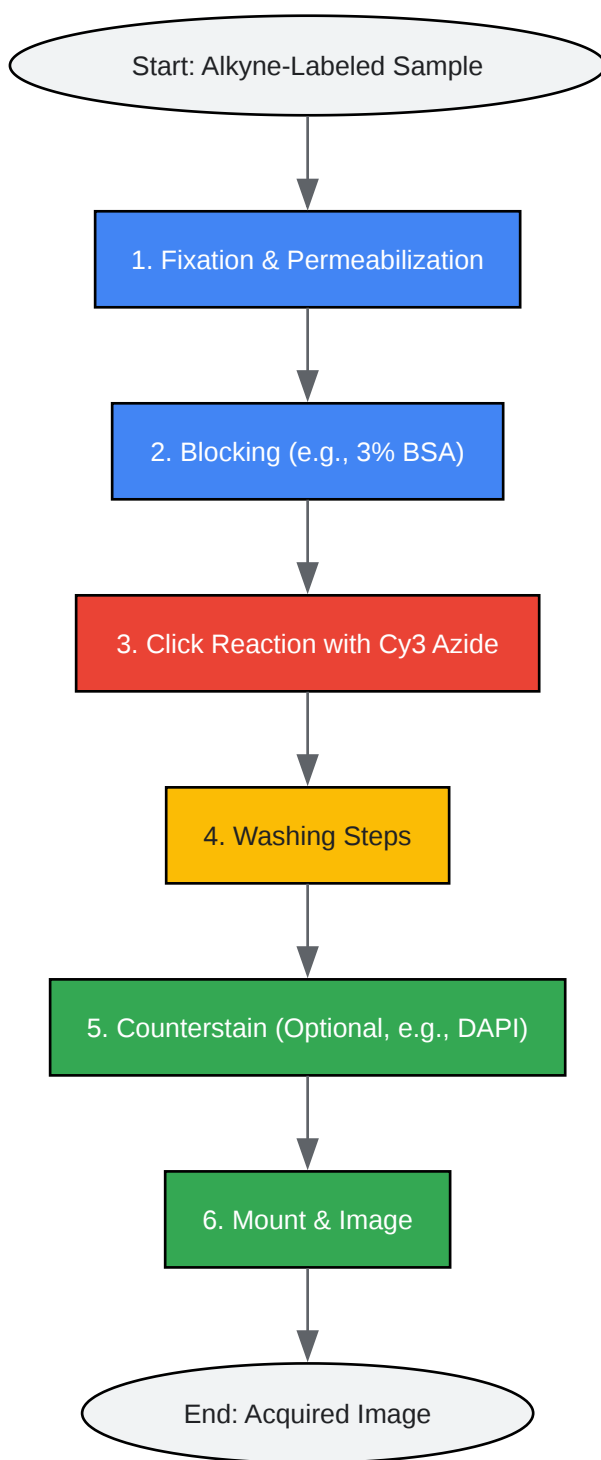 Start: Alkyne-Labeled Sample
1. Fixation & Permeabilization
2. Blocking (e.g., 3% BSA)
3. Click Reaction with Cy3 Azide
4. Washing Steps
5. Counterstain (Optional, e.g., DAPI)
6. Mount & Image
End: Acquired Image